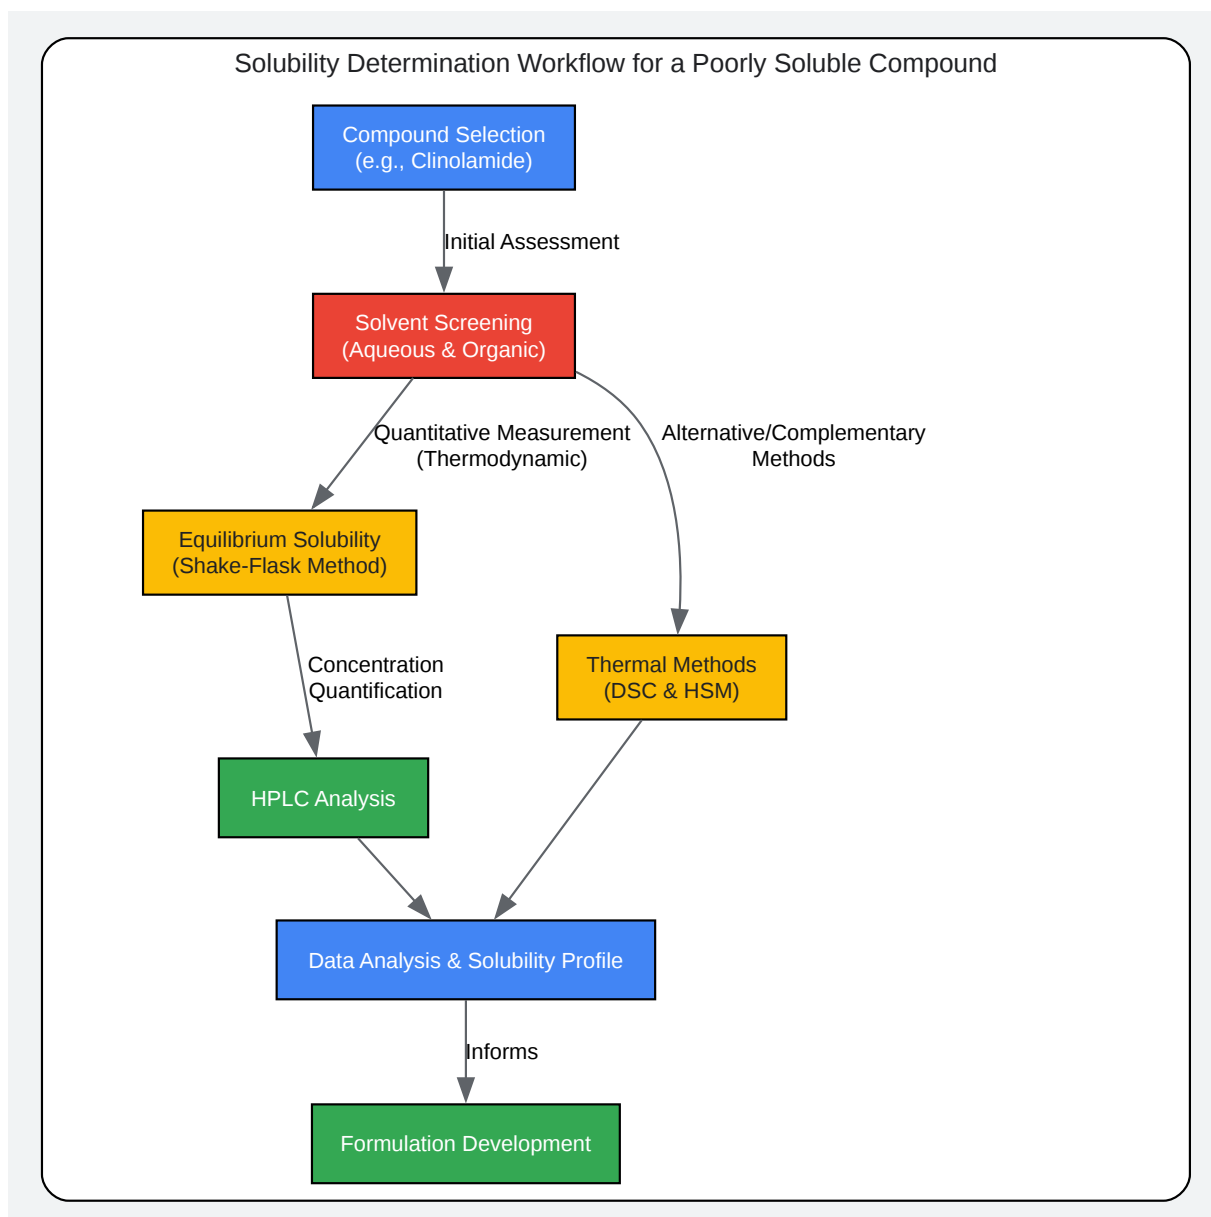 Solubility Determination Workflow for a Poorly Soluble Compound
Compound Selection
(e.g., Clinolamide)
Initial Assessment
Solvent Screening
(Aqueous & Organic)
Quantitative Measurement
(Thermodynamic)
Alternative/Complementary
Methods
Equilibrium Solubility
(Shake-Flask Method)
Concentration
Quantification
Thermal Methods
(DSC & HSM)
HPLC Analysis
Data Analysis & Solubility Profile
Informs
Formulation Development